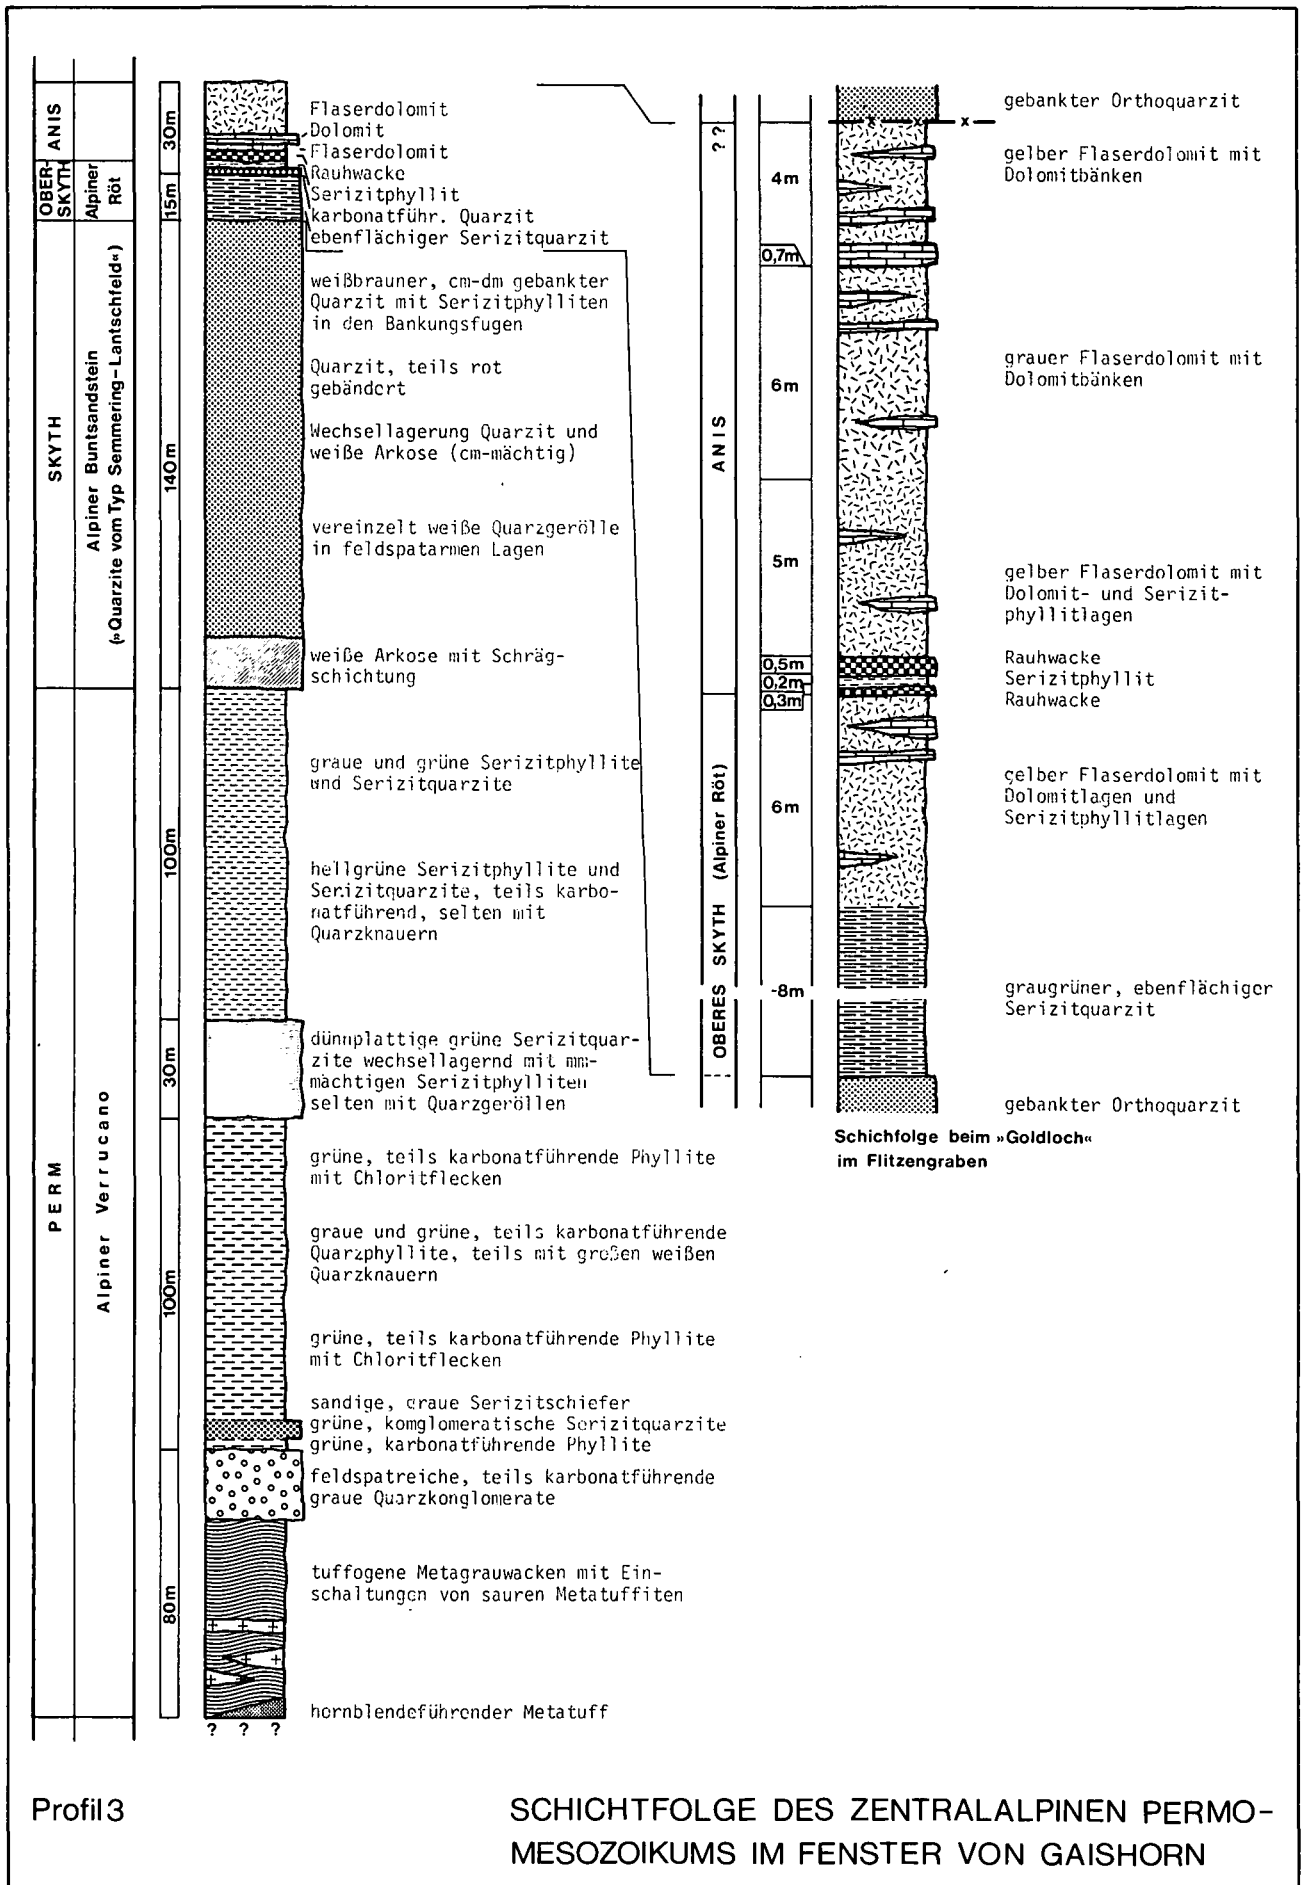 ANIS
OBER-
SKYTH
Alpiner
Röt
SKYTH
Alpiner Buntsandstein
(»Quarzite vom Typ Semmering-Lantschfeld«)
PERM
Alpiner Verrucano
30m
15m
140m
100m
30m
100m
80m
Flaserdolomit
Dolomit
Flaserdolomit
Rauhwacke
Serizitphyllit
karbonatführ. Quarzit
ebenflächiger Serizitquarzit
weißbrauner, cm-dm gebankter
Quarzit mit Serizitphylliten
in den Bankungsfugen
Quarzit, teils rot
gebändert
Wechsellagerung Quarzit und
weiße Arkose (cm-mächtig)
vereinzelt weiße Quarzgerölle
in feldspatarmen Lagen
weiße Arkose mit Schräg-
schichtung
graue und grüne Serizitphyllite
und Serizitquarzite
hellgrüne Serizitphyllite und
Serizitquarzite, teils karbo-
natführend, selten mit
Quarzknauern
dünnplattige grüne Serizitquar-
zite wechsellagernd mit mm-
mächtigen Serizitphylliten
selten mit Quarzgeröllen
grüne, teils karbonatführende Phyllite
mit Chloritflecken
graue und grüne, teils karbonatführende
Quarzphyllite, teils mit großen weißen
Quarzknauern
grüne, teils karbonatführende Phyllite
mit Chloritflecken
sandige, graue Serizitschiefer
grüne, komglomeratische Serizitquarzite
grüne, karbonatführende Phyllite
feldspatreiche, teils karbonatführende
graue Quarzkonglomerate
tuffogene Metagrauwacken mit Ein-
schaltungen von sauren Metatuffiten
hornblendeführender Metatuff
? ? ?
??
ANIS
OBERES SKYTH (Alpiner Röt)
4m
0,7m
6m
5m
0,5m
0,2m
0,3m
6m
-8m
x x x
gebankter Orthoquarzit
gelber Flaserdolomit mit
Dolomitbänken
grauer Flaserdolomit mit
Dolomitbänken
gelber Flaserdolomit mit
Dolomit- und Serizit-
phyllitlagen
Rauhwacke
Serizitphyllit
Rauhwacke
gelber Flaserdolomit mit
Dolomitlagen und
Serizitphyllitlagen
graugrüner, ebenflächiger
Serizitquarzit
gebankter Orthoquarzit
Schichfolge beim »Goldloch«
im Flitzengraben
Profil 3
SCHICHTFOLGE DES ZENTRALALPINEN PERMO-
MESOZOIKUMS IM FENSTER VON GAISHORN